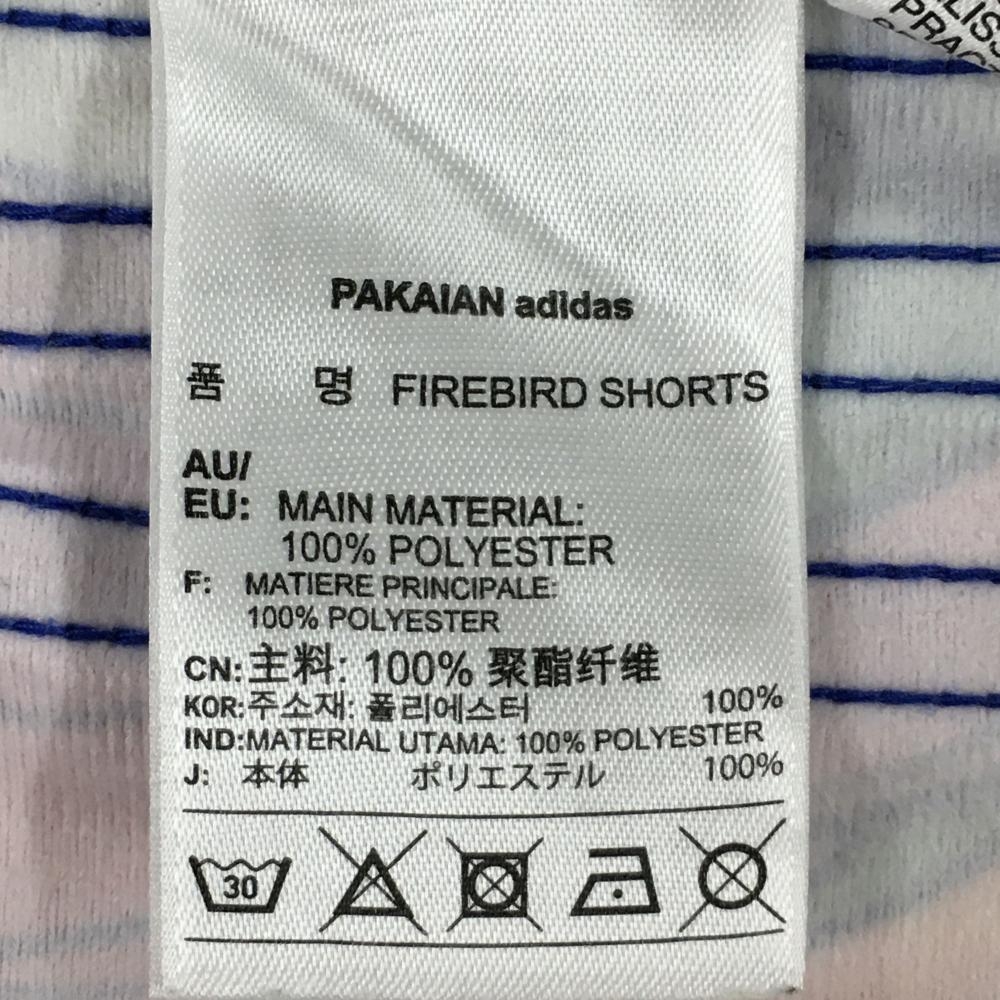 PRAC
PAKAIAN adidas
품 명 FIREBIRD SHORTS
AU/
EU: MAIN MATERIAL:
100% POLYESTER
F: MATIERE PRINCIPALE:
100% POLYESTER
CN: 主料: 100% 聚酯纤维
KOR: 주소재: 폴리에스터 100%
IND: MATERIAL UTAMA: 100% POLYESTER
J: 本体 ポリエステル 100%
30